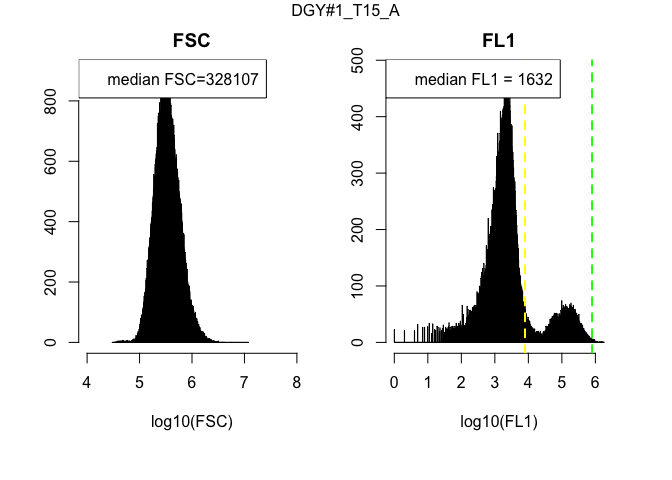 DGY#1_T15_A
FSC
median FSC=328107
0
200
400
600
800
4 5 6 7 8
log10(FSC)
FL1
median FL1 = 1632
0
100
200
300
400
500
0 1 2 3 4 5 6
log10(FL1)